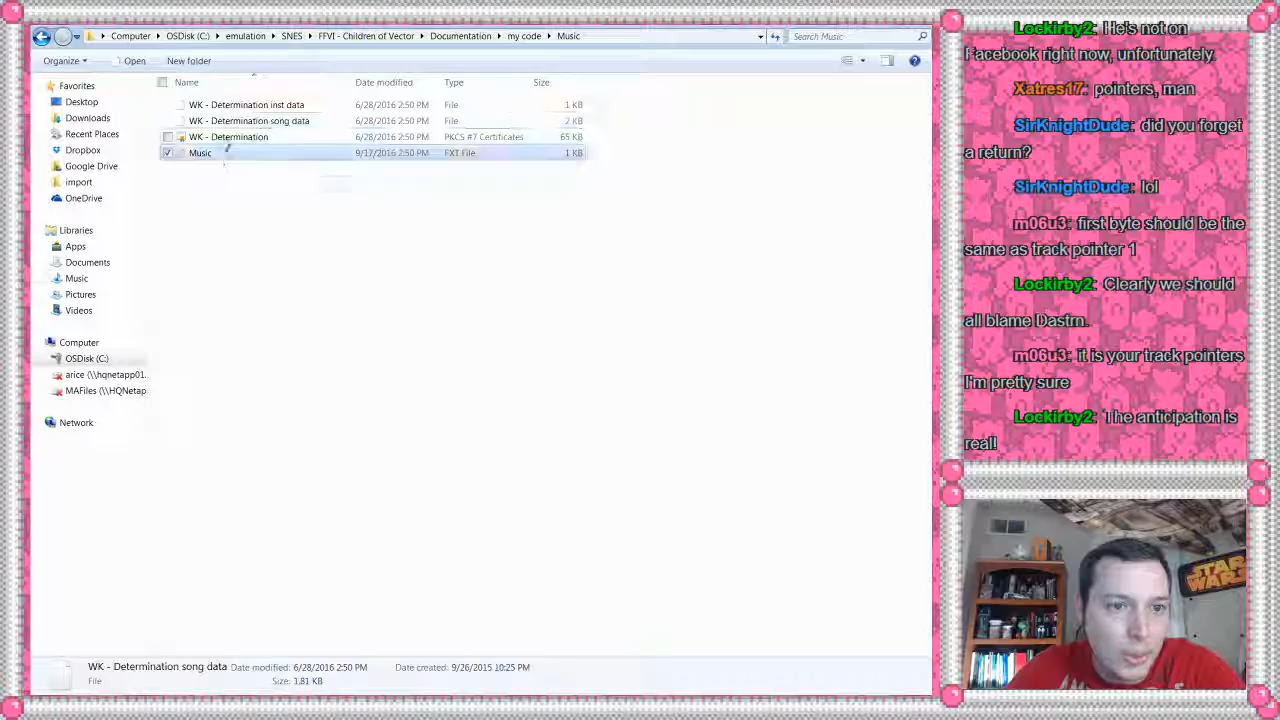 Computer ▸ OSDisk (C:) ▸ emulation ▸ SNES ▸ Documentation ▸ my code ▸ Music
Search Music
Organize
Open
New folder
Name
Date modified
Type
Size
Favorites
Desktop
Downloads
Recent Places
Dropbox
Google Drive
import
OneDrive
Libraries
Apps
Documents
Music
Pictures
Videos
Computer
OSDisk (C:)
arice (\\hqnetapp01.
MAFiles (\\HQNetap
Network
WK - Determination inst data 6/28/2016 2:50 PM File 1 KB
WK - Determination song data 6/28/2016 2:50 PM File 2 KB
WK - Determination 6/28/2016 2:50 PM PKCS #7 Certificates 65 KB
Music 9/17/2016 2:50 PM FXT File 1 KB
WK - Determination song data Date modified: 6/28/2016 2:50 PM Date created: 9/26/2015 10:25 PM
File Size: 1.81 KB
Lockirby2: He's not on
Facebook right now, unfortunately.
Xatres17: pointers, man
SirKnightDude: did you forget
a return?
SirKnightDude: lol
m06u3: first byte should be the
same as track pointer 1
Lockirby2: Clearly we should
all blame Dastrn.
m06u3: it is your track pointers
I'm pretty sure
Lockirby2: The anticipation is
real!
STAR
WARS